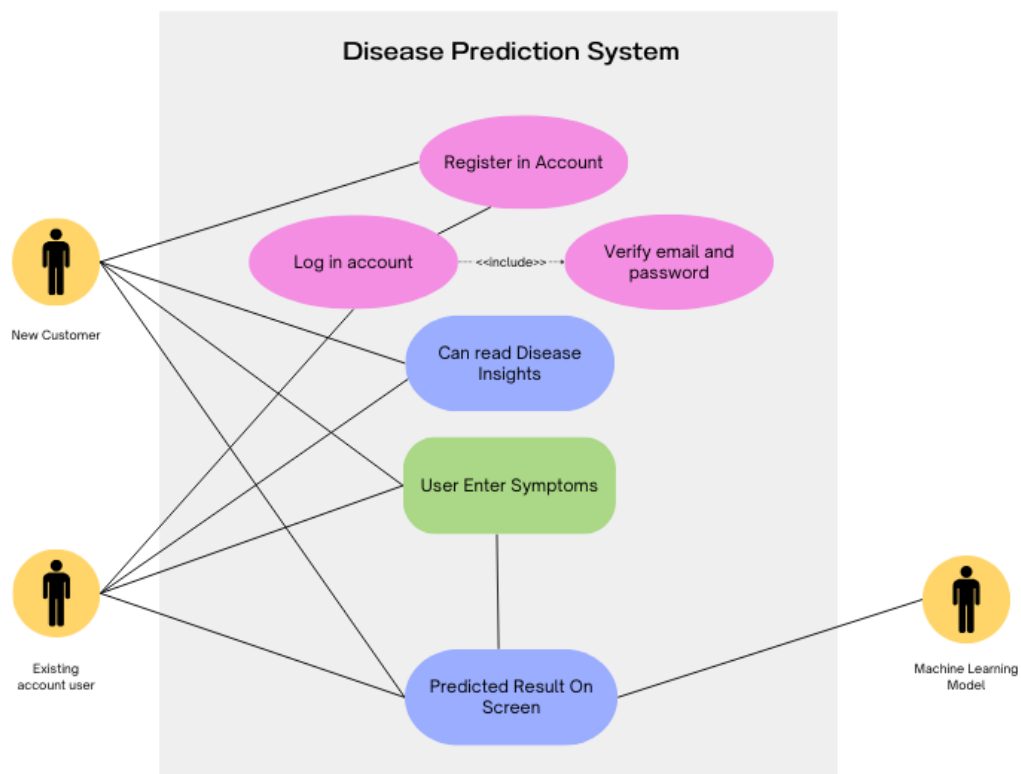 Disease Prediction System
Register in Account
Log in account
<<include>>
Verify email and
password
New Customer
Can read Disease
Insights
User Enter Symptoms
Existing
account user
Predicted Result On
Screen
Machine Learning
Model